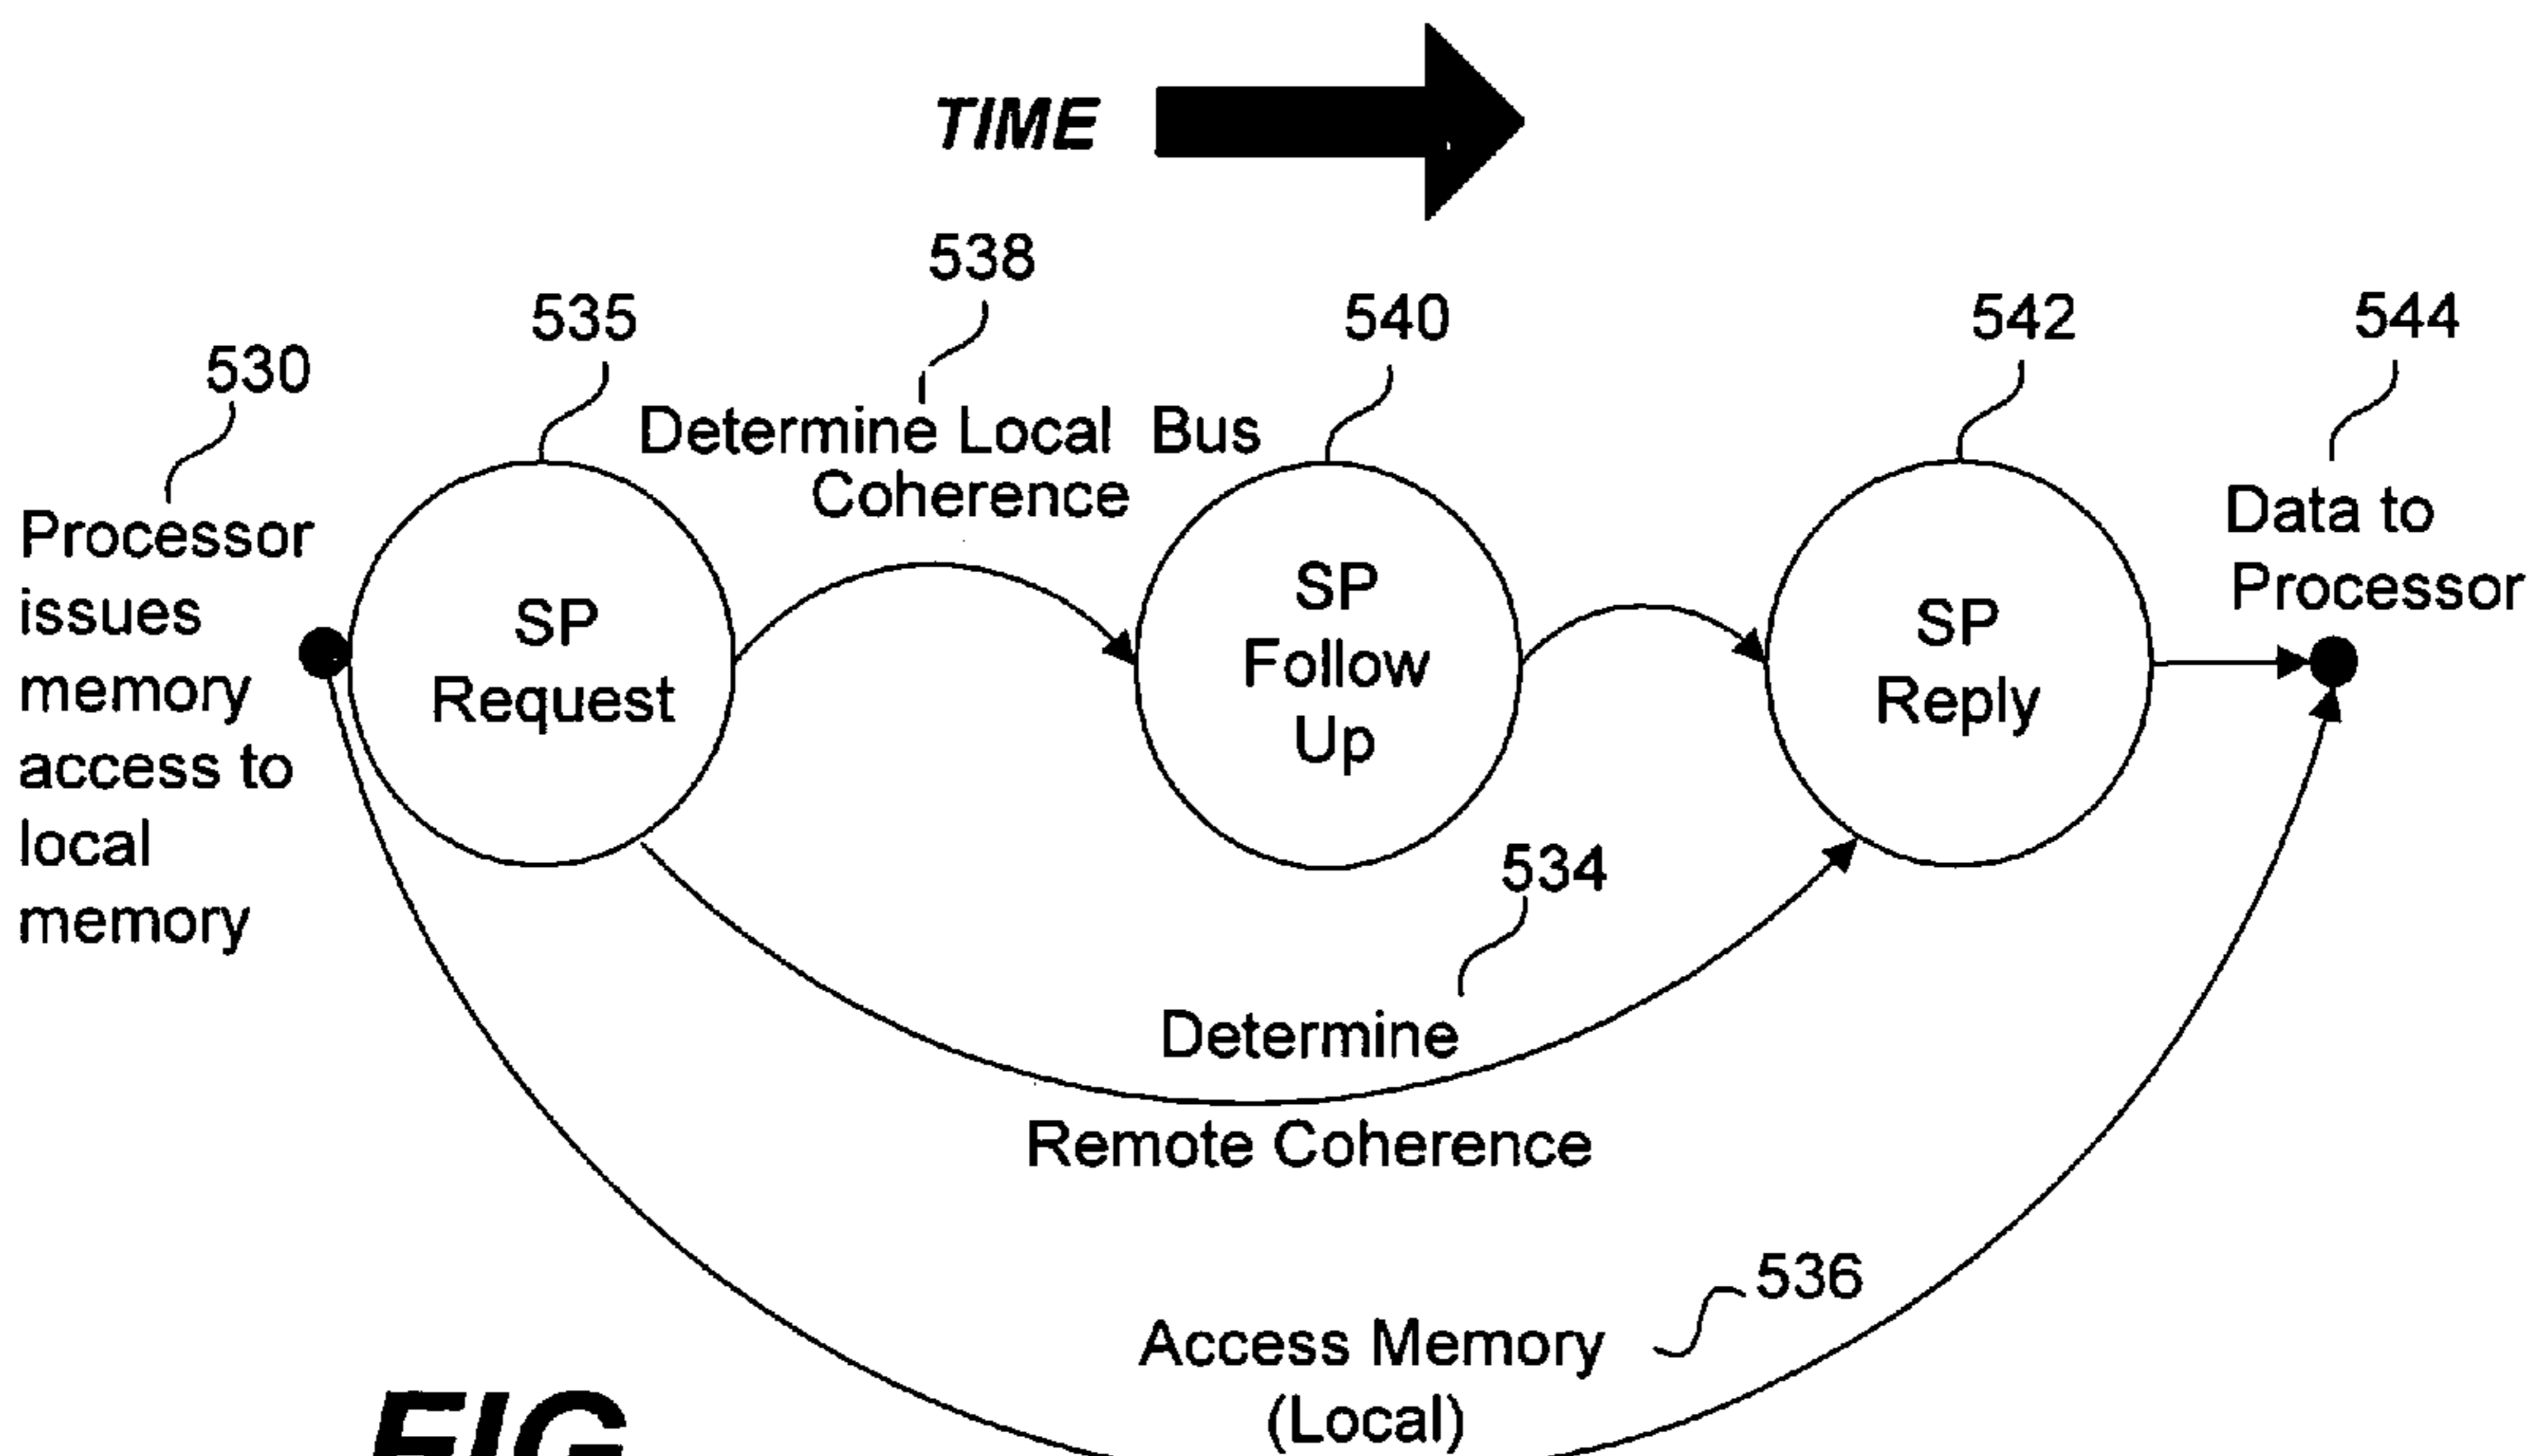 TIME
538
535
540
542
544
530
Determine Local Bus
Coherence
Data to
Processor
Processor
issues
memory
access to
local
memory
SP
Request
SP
Follow
Up
SP
Reply
534
Determine
Remote Coherence
536
Access Memory
(Local)
FIG